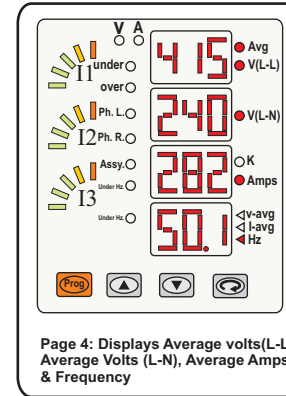 V A
I1 under
over
415
Avg
V(L-L)
I2 Ph. L.
Ph. R.
240
V(L-N)
Assy.
I3 Under Hz.
Under Hz.
282
K
Amps
50.1
v-avg
I-avg
Hz
Prog
Page 4: Displays Average volts(L-L
Average Volts (L-N), Average Amps
& Frequency